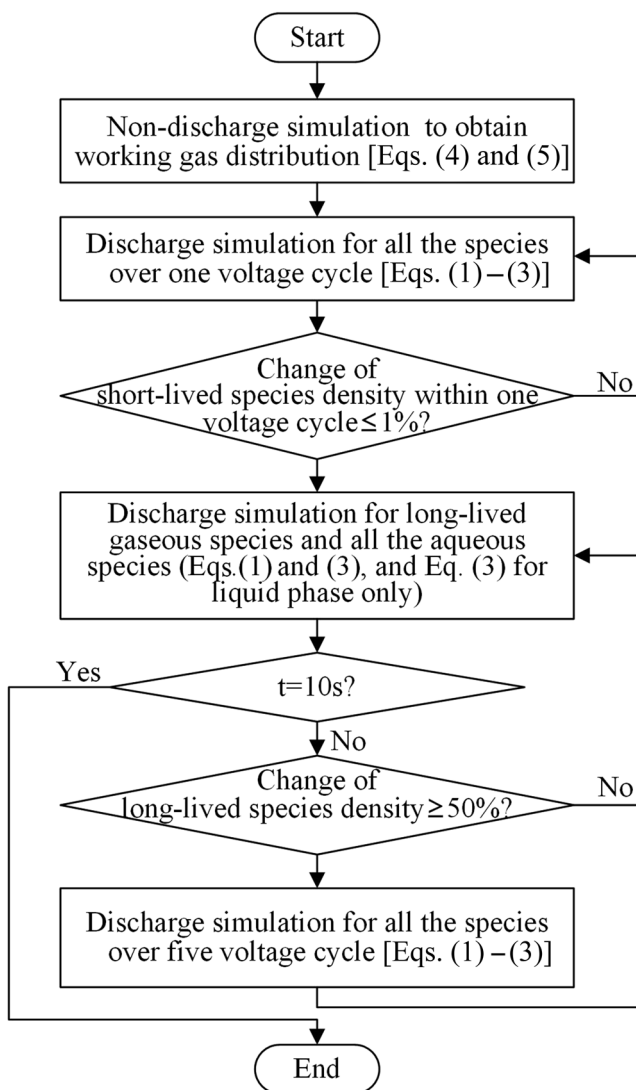 Start
Non-discharge simulation to obtain
working gas distribution [Eqs. (4) and (5)]
Discharge simulation for all the species
over one voltage cycle [Eqs. (1)–(3)]
Change of
short-lived species density within one
voltage cycle≤1%?
No
Discharge simulation for long-lived
gaseous species and all the aqueous
species (Eqs.(1) and (3), and Eq. (3) for
liquid phase only)
Yes
t=10s?
No
Change of
long-lived species density≥50%?
No
Discharge simulation for all the species
over five voltage cycle [Eqs. (1)–(3)]
End